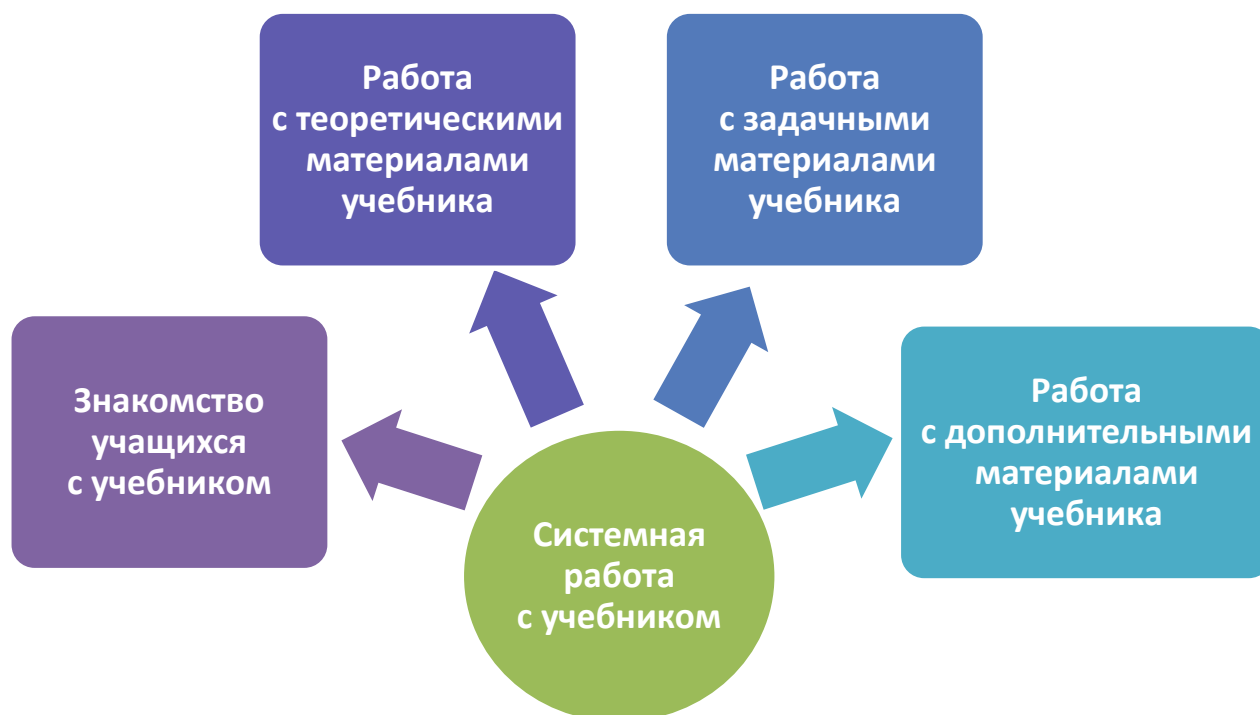 Работа
с теоретическими
материалами
учебника
Работа
с задачными
материалами
учебника
Знакомство
учащихся
с учебником
Работа
с дополнительными
материалами
учебника
Системная
работа
с учебником